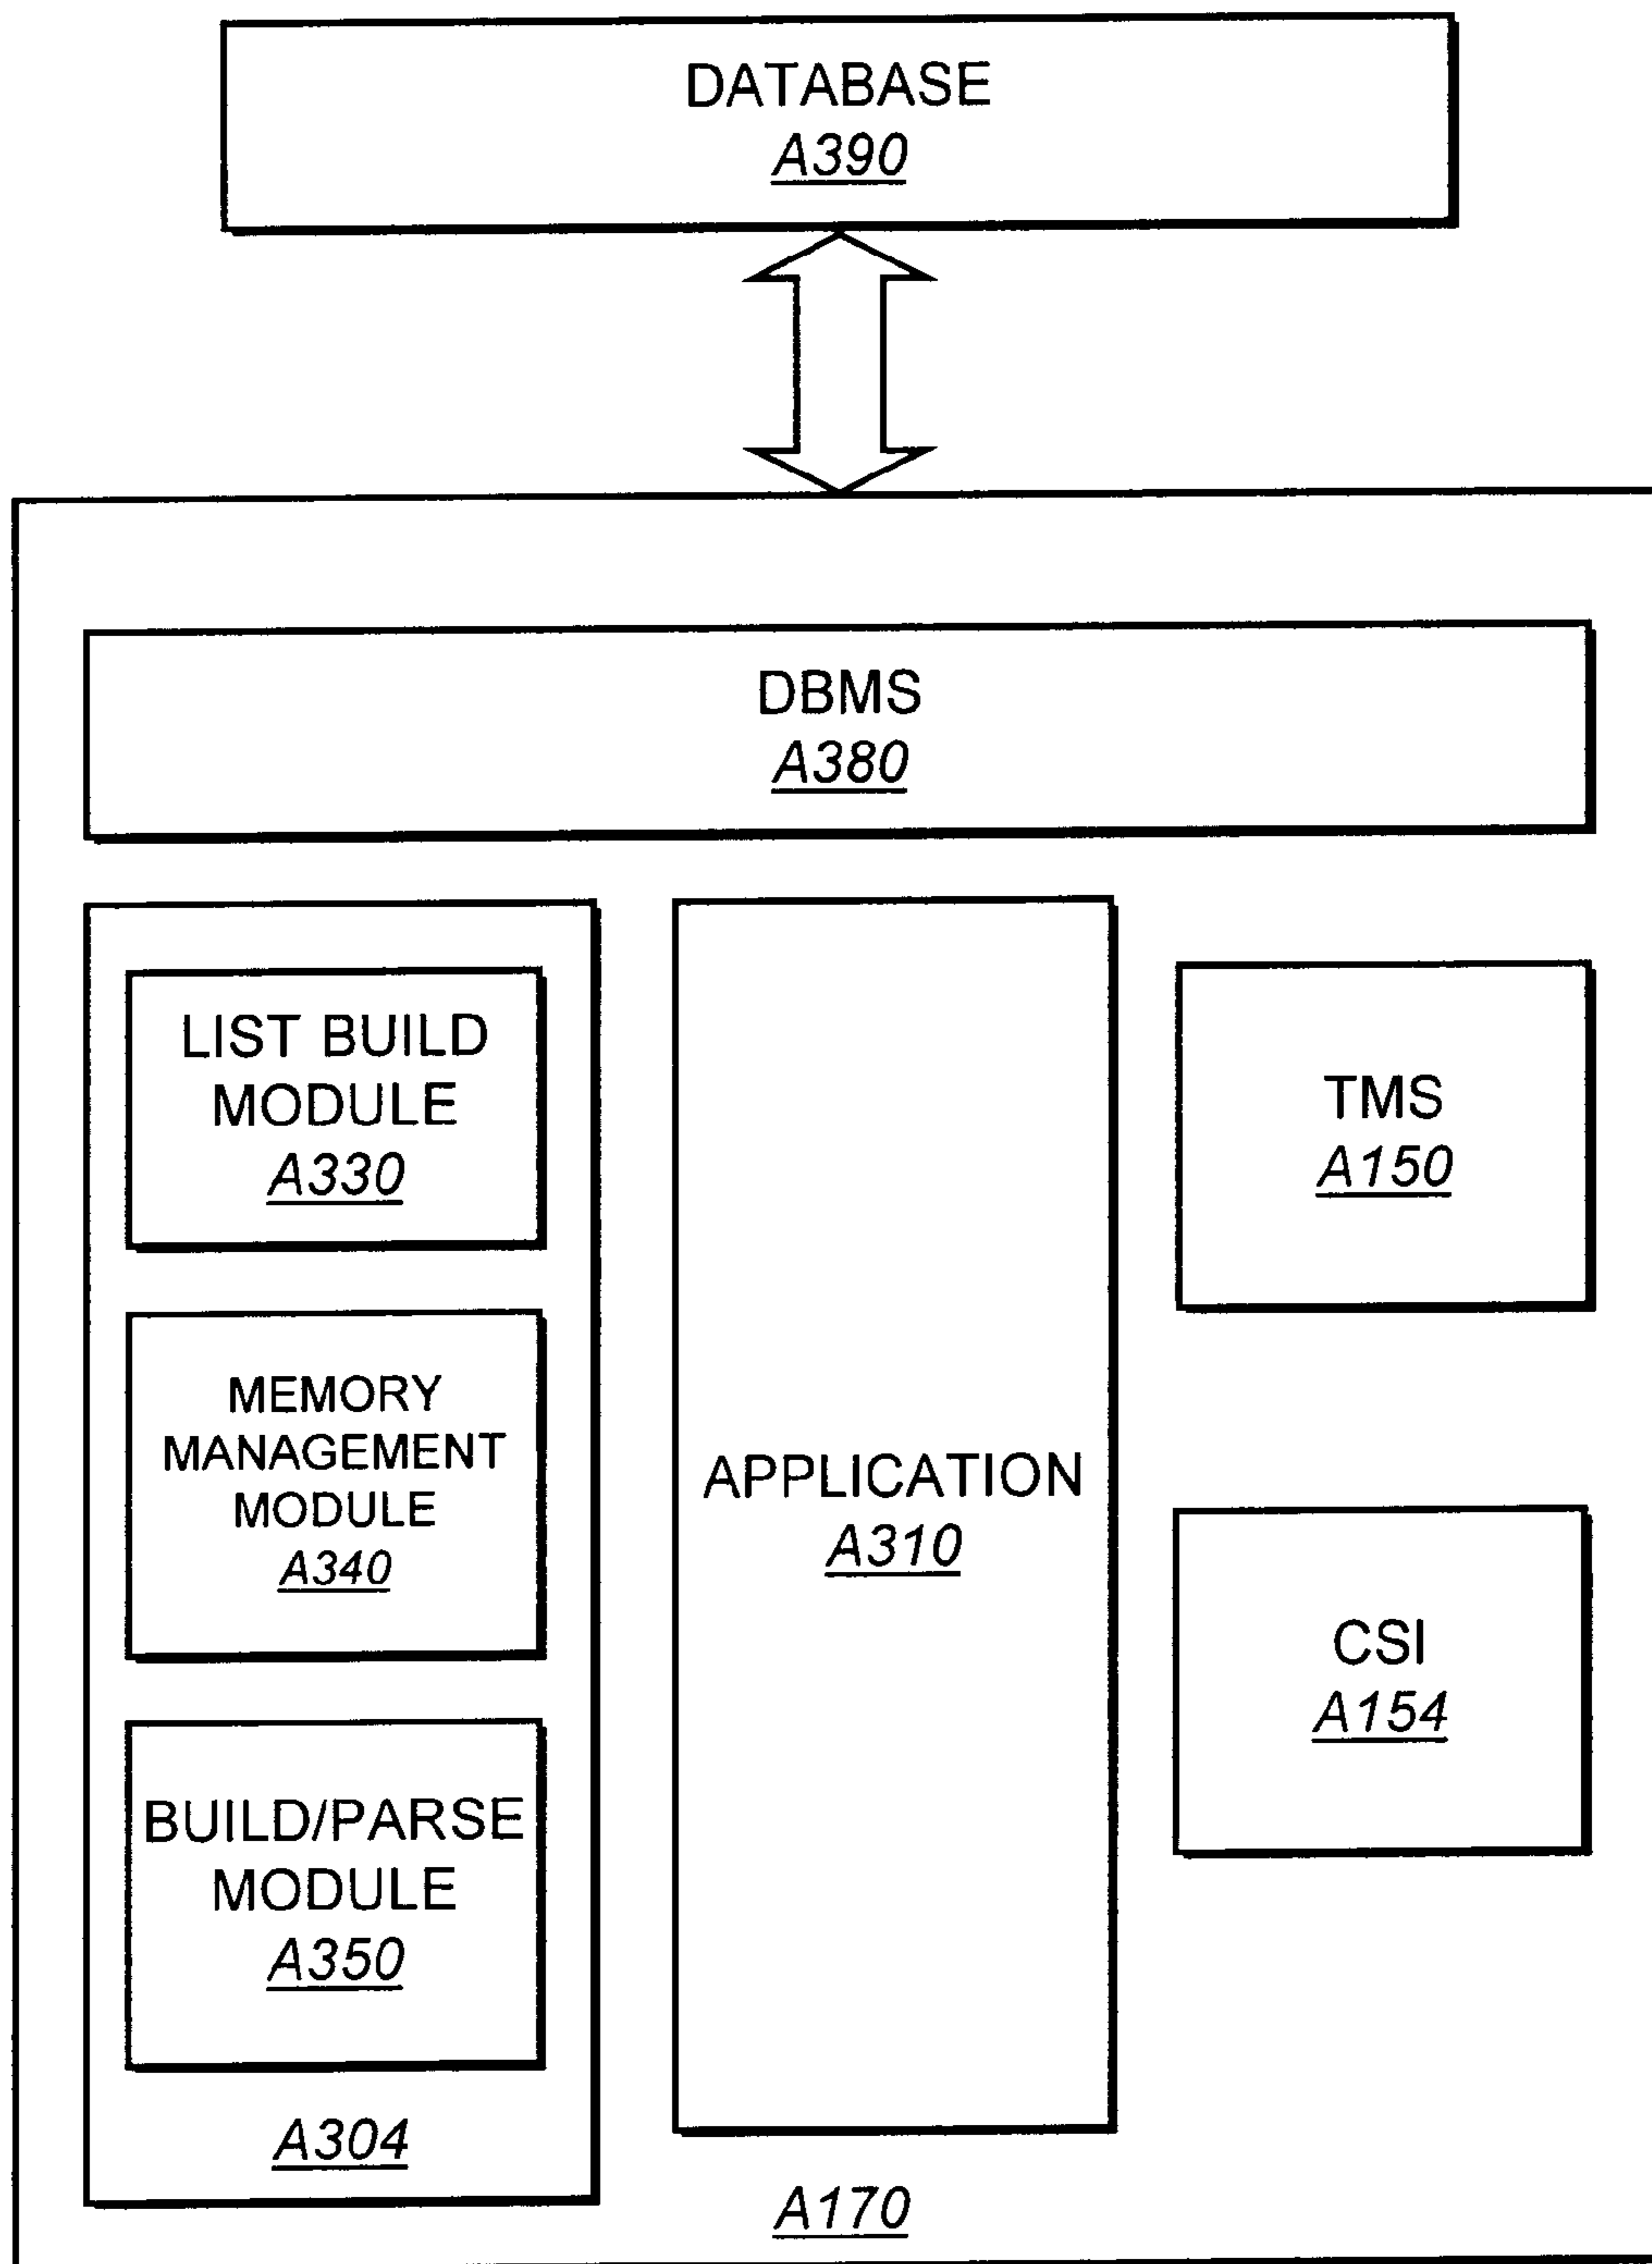 DATABASE
A390
DBMS
A380
LIST BUILD
MODULE
A330
MEMORY
MANAGEMENT
MODULE
A340
BUILD/PARSE
MODULE
A350
A304
APPLICATION
A310
TMS
A150
CSI
A154
A170